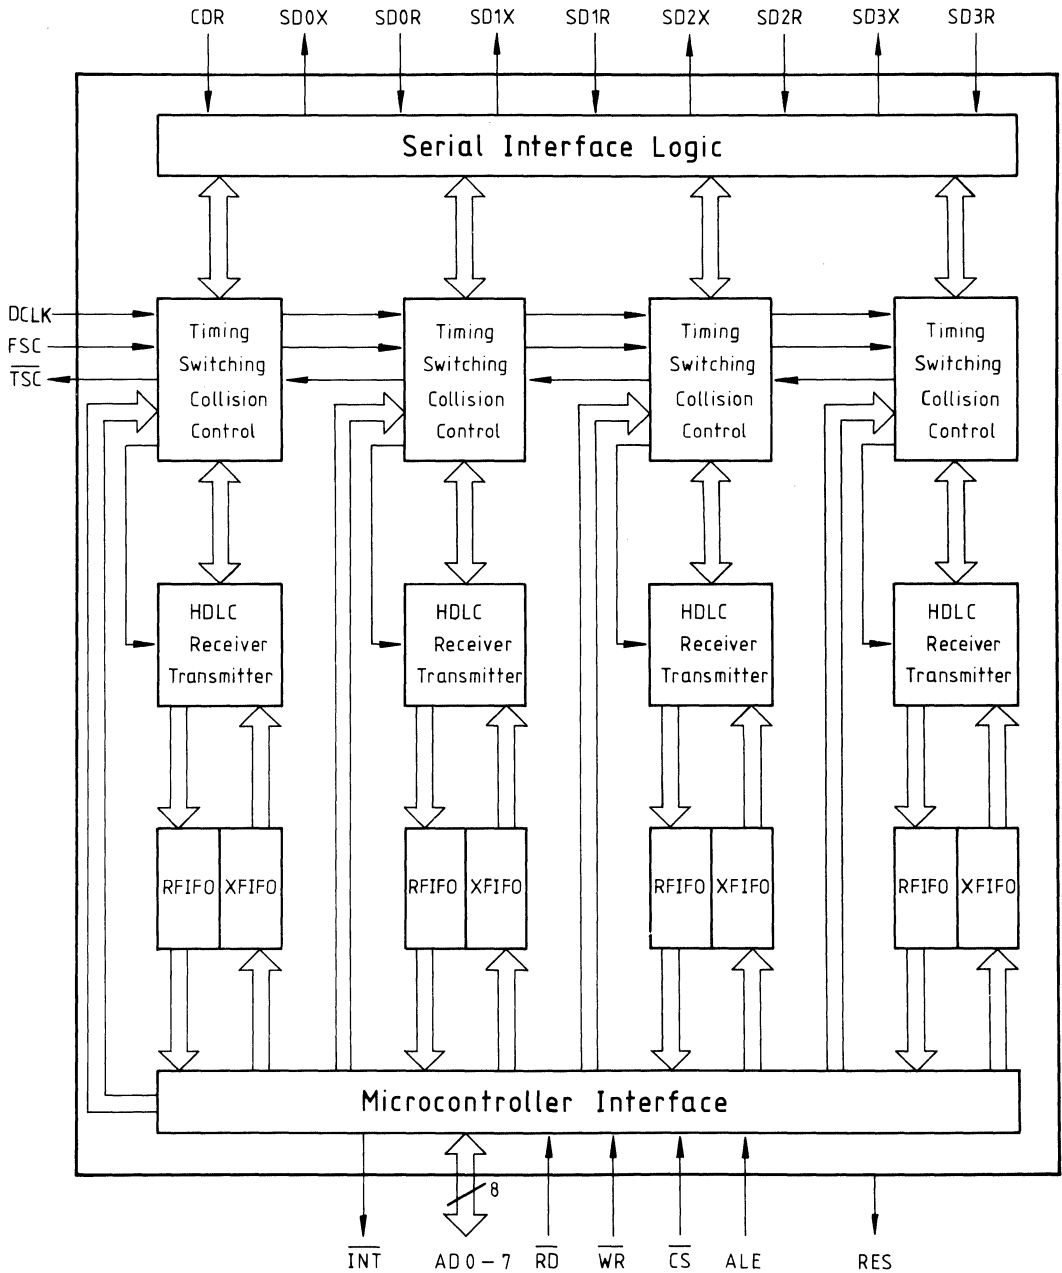 CDR SD0X SD0R SD1X SD1R SD2X SD2R SD3X SD3R
Serial Interface Logic
DCLK
FSC
TSC
Timing
Switching
Collision
Control
Timing
Switching
Collision
Control
Timing
Switching
Collision
Control
Timing
Switching
Collision
Control
HDLC
Receiver
Transmitter
HDLC
Receiver
Transmitter
HDLC
Receiver
Transmitter
HDLC
Receiver
Transmitter
RFIFO XFIFO RFIFO XFIFO RFIFO XFIFO RFIFO XFIFO
Microcontroller Interface
8
INT AD0-7 RD WR CS ALE RES